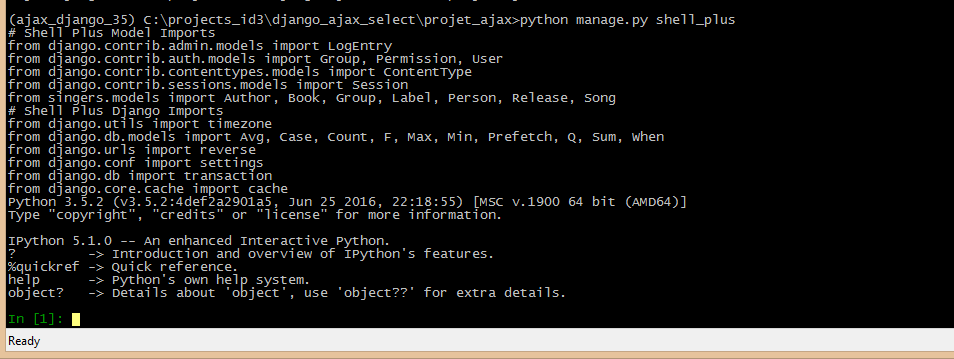 (ajax_django_35) C:\projects_id3\django_ajax_select\projet_ajax>python manage.py shell_plus
# Shell Plus Model Imports
from django.contrib.admin.models import LogEntry
from django.contrib.auth.models import Group, Permission, User
from django.contrib.contenttypes.models import ContentType
from django.contrib.sessions.models import Session
from singers.models import Author, Book, Group, Label, Person, Release, Song
# Shell Plus Django Imports
from django.utils import timezone
from django.db.models import Avg, Case, Count, F, Max, Min, Prefetch, Q, Sum, When
from django.urls import reverse
from django.conf import settings
from django.db import transaction
from django.core.cache import cache
Python 3.5.2 (v3.5.2:4def2a2901a5, Jun 25 2016, 22:18:55) [MSC v.1900 64 bit (AMD64)]
Type "copyright", "credits" or "license" for more information.

IPython 5.1.0 -- An enhanced Interactive Python.
?         -> Introduction and overview of IPython's features.
%quickref -> Quick reference.
help      -> Python's own help system.
object?   -> Details about 'object', use 'object??' for extra details.

In [1]:
Ready